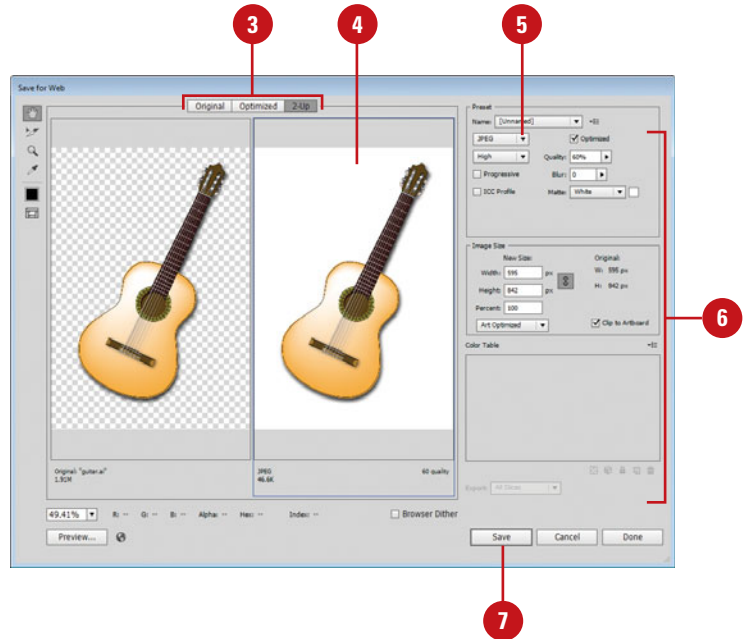 3
4
5
Save for Web
Original Optimized 2-Up
Preset
Name: [Unnamed]
JPEG
Optimized
High
Quality: 60%
Progressive
Blur: 0
ICC Profile
Matte: White
Image Size
New Size:
Original:
Width: 595 px
W: 595 px
Height: 842 px
H: 842 px
Percent: 100
Art Optimized
Clip to Artboard
6
Color Table
Original: "guitar.ai"
1.91M
JPEG
46.6K
60 quality
Export: All Slices
49.41%
R: --
G: --
B: --
Alpha: --
Hex: --
Index: --
Browser Dither
Preview...
Save
Cancel
Done
7